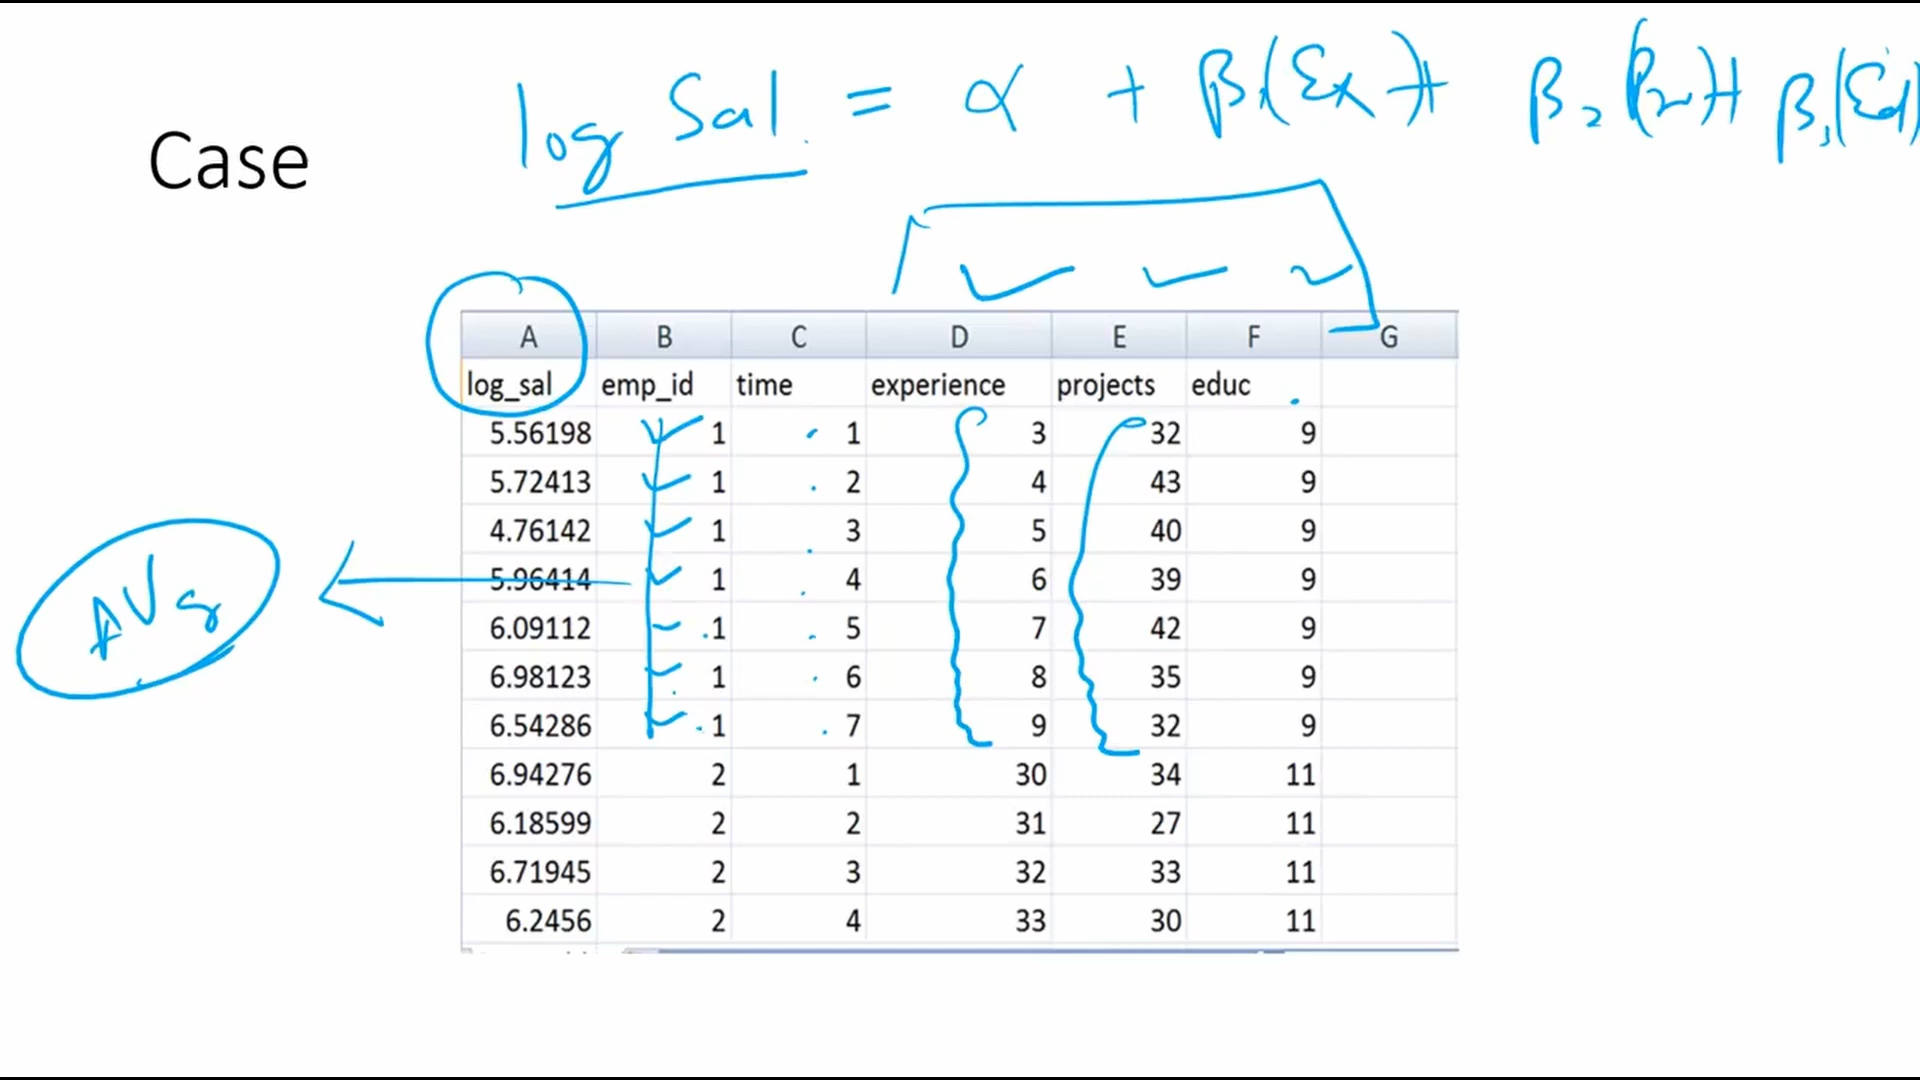 log Sal. = α + β1(Ex)+ β2(Pr)+ β3(Ed)
Case
A B C D E F G
log_sal emp_id time experience projects educ
5.56198 1 1 3 32 9
5.72413 1 2 4 43 9
4.76142 1 3 5 40 9
5.96414 1 4 6 39 9
6.09112 1 5 7 42 9
6.98123 1 6 8 35 9
6.54286 1 7 9 32 9
6.94276 2 1 30 34 11
6.18599 2 2 31 27 11
6.71945 2 3 32 33 11
6.2456 2 4 33 30 11
AVg